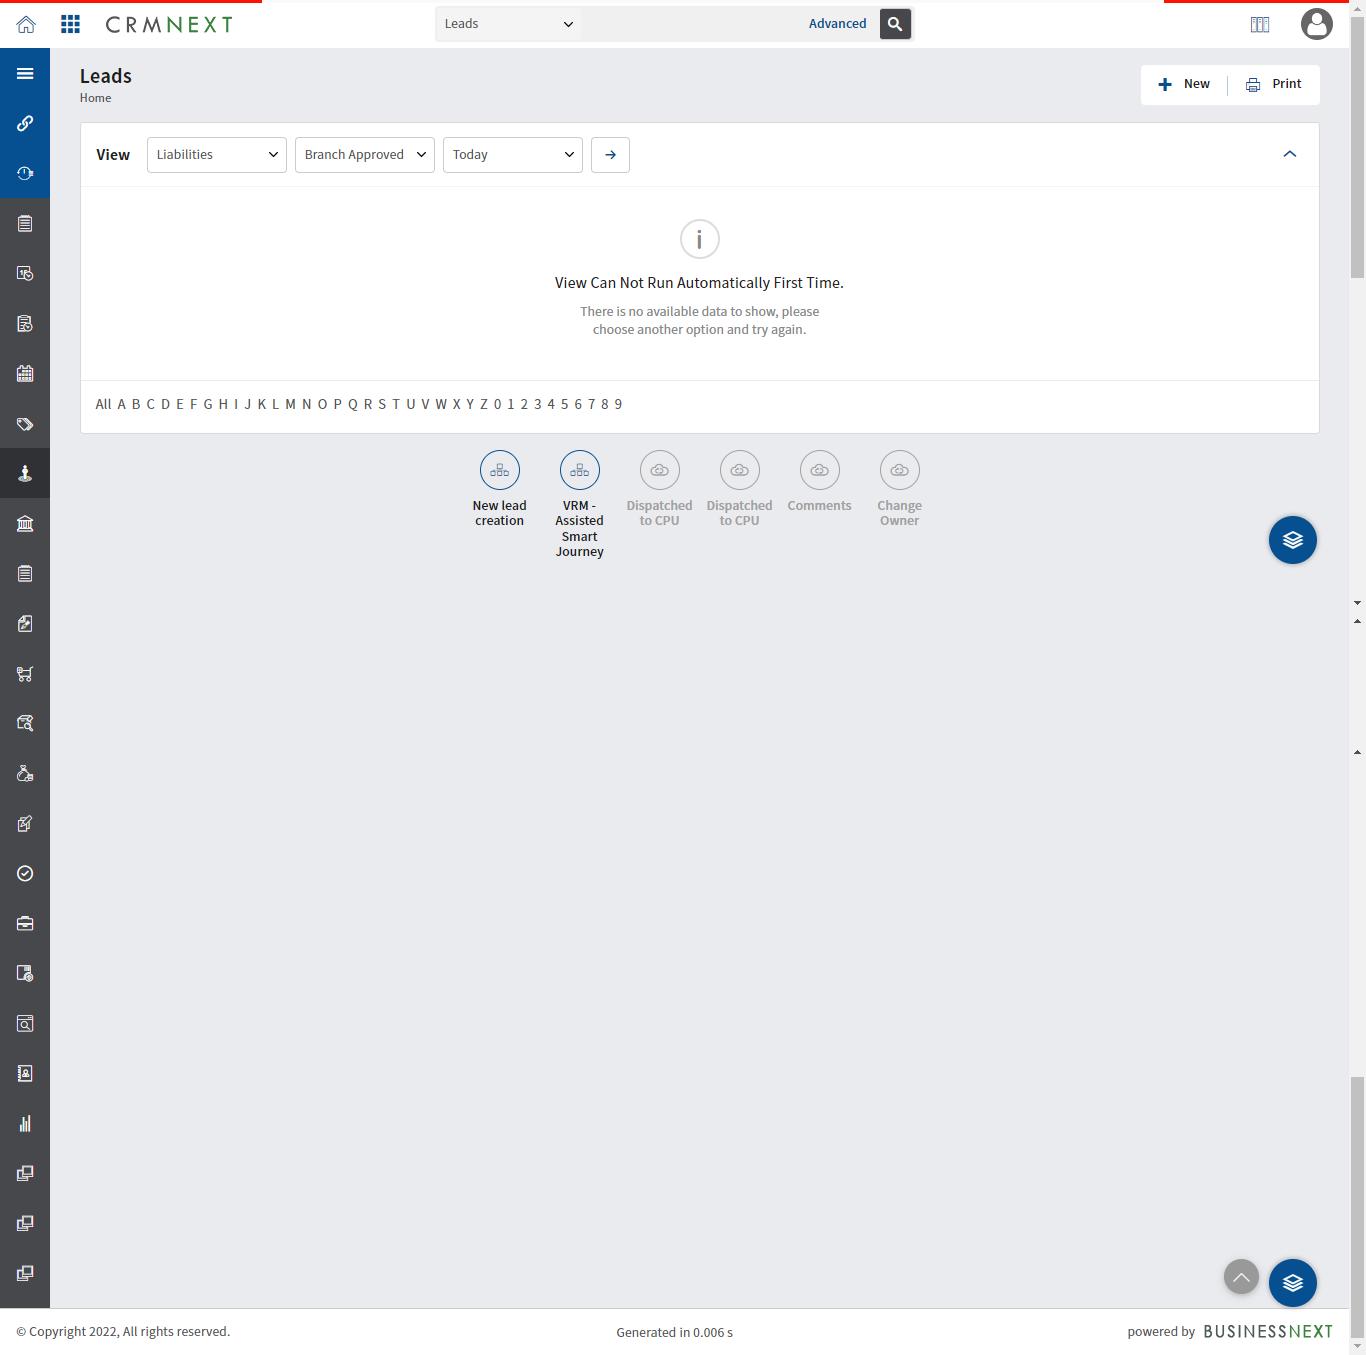 CRMNEXT
Leads
Advanced
Leads
Home
New
Print
View
Liabilities
Branch Approved
Today
View Can Not Run Automatically First Time.
There is no available data to show, please
choose another option and try again.
All A B C D E F G H I J K L M N O P Q R S T U V W X Y Z 0 1 2 3 4 5 6 7 8 9
New lead
creation
VRM -
Assisted
Smart
Journey
Dispatched
to CPU
Dispatched
to CPU
Comments
Change
Owner
© Copyright 2022, All rights reserved.
Generated in 0.006 s
powered by BUSINESSNEXT